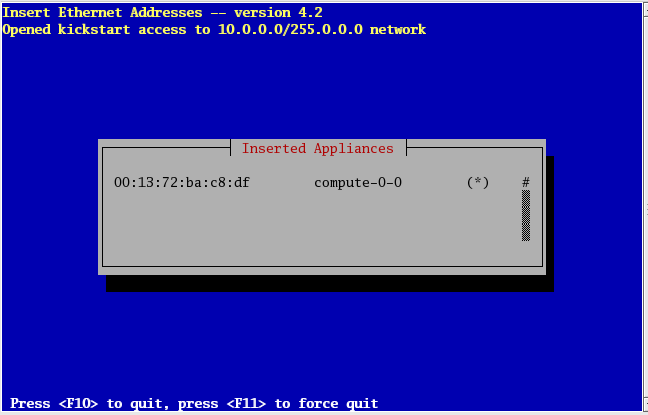 Insert Ethernet Addresses -- version 4.2
Opened kickstart access to 10.0.0.0/255.0.0.0 network
Inserted Appliances
00:13:72:ba:c8:df compute-0-0 (*) #
Press <F10> to quit, press <F11> to force quit